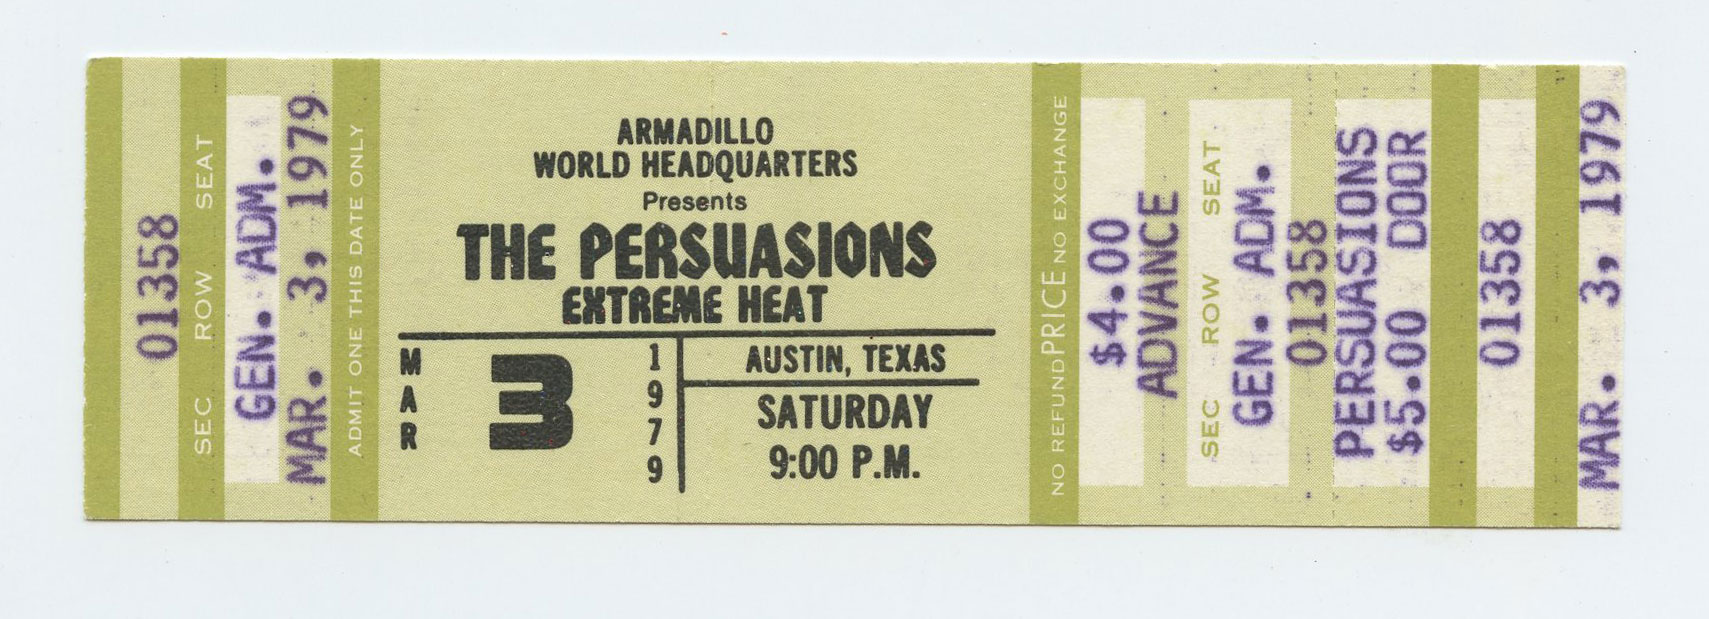 01358
SEC ROW SEAT
GEN. ADM.
MAR. 3, 1979
ADMIT ONE THIS DATE ONLY
ARMADILLO
WORLD HEADQUARTERS
Presents
THE PERSUASIONS
EXTREME HEAT
MAR
3
1979
AUSTIN, TEXAS
SATURDAY
9:00 P.M.
NO REFUND PRICE NO EXCHANGE
$4.00
ADVANCE
SEC ROW SEAT
GEN. ADM.
01358
PERSUASIONS
$5.00 DOOR
01358
MAR. 3, 1979